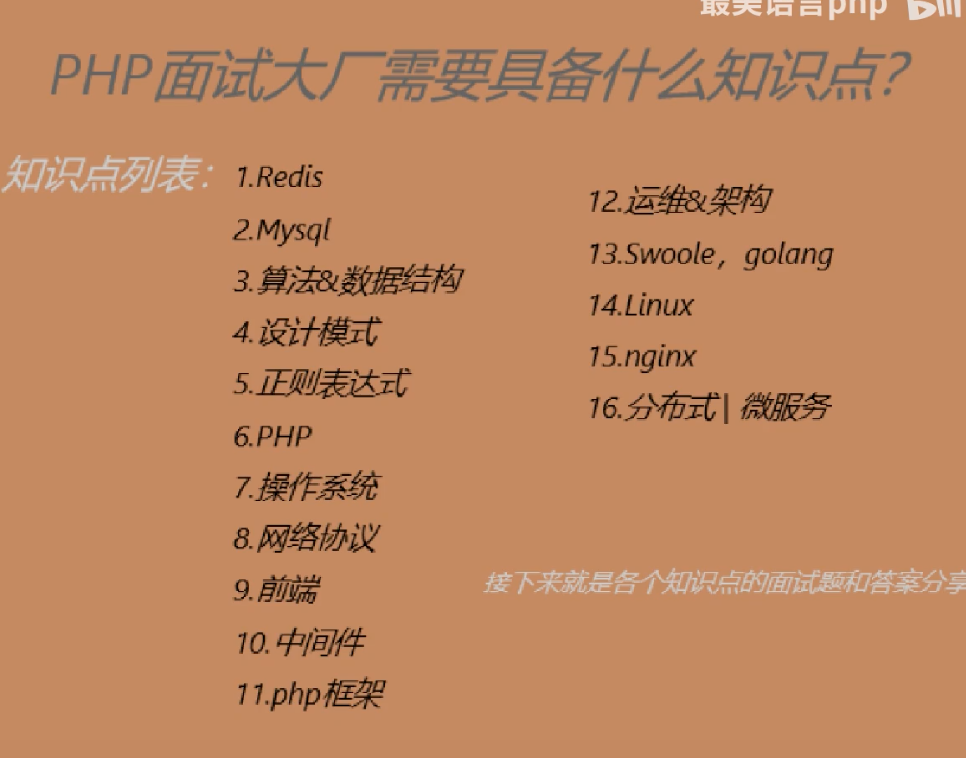 最美语言php
PHP面试大厂需要具备什么知识点？
知识点列表：
1.Redis
2.Mysql
3.算法&数据结构
4.设计模式
5.正则表达式
6.PHP
7.操作系统
8.网络协议
9.前端
10.中间件
11.php框架
12.运维&架构
13.Swoole，golang
14.Linux
15.nginx
16.分布式| 微服务
接下来就是各个知识点的面试题和答案分享